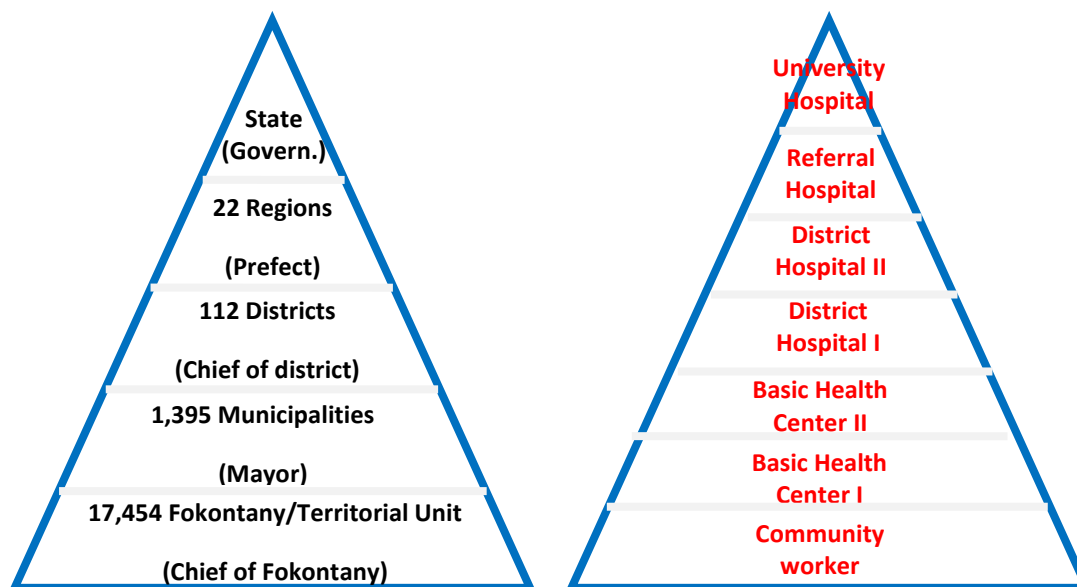 State
(Govern.)
22 Regions
(Prefect)
112 Districts
(Chief of district)
1,395 Municipalities
(Mayor)
17,454 Fokontany/Territorial Unit
(Chief of Fokontany)
University
Hospital
Referral
Hospital
District
Hospital II
District
Hospital I
Basic Health
Center II
Basic Health
Center I
Community
worker